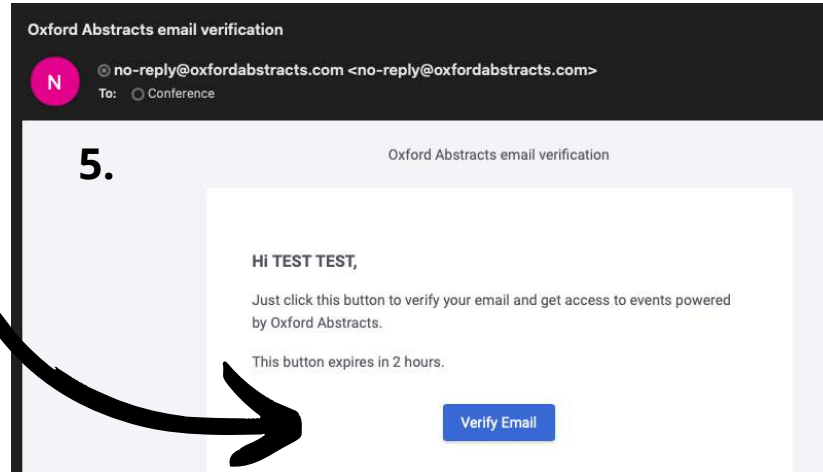 Oxford Abstracts email verification
N
no-reply@oxfordabstracts.com <no-reply@oxfordabstracts.com>
To: Conference
5.
Oxford Abstracts email verification
Hi TEST TEST,
Just click this button to verify your email and get access to events powered
by Oxford Abstracts.
This button expires in 2 hours.
Verify Email